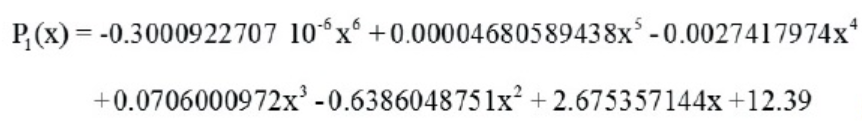 P₁(x) = -0.3000922707 10⁻⁶x⁶ + 0.00004680589438x⁵ - 0.0027417974x⁴
+0.0706000972x³ - 0.6386048751x² + 2.675357144x +12.39